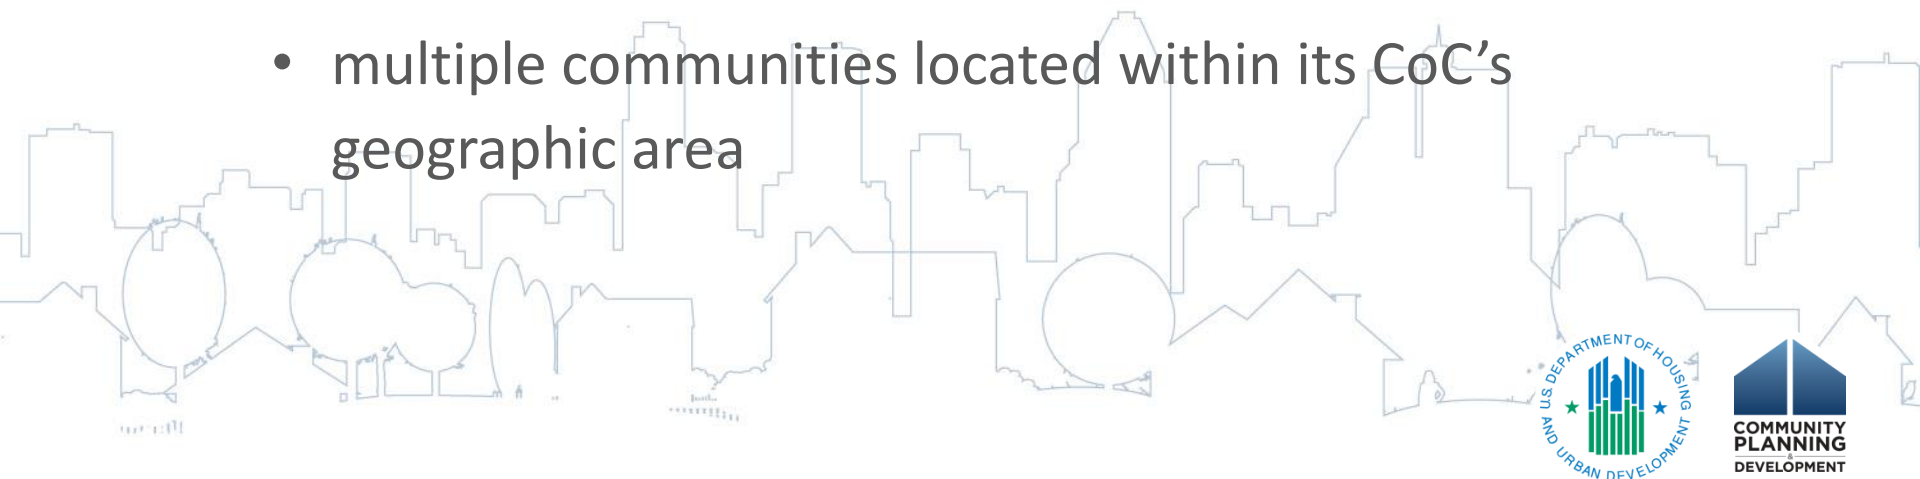 • multiple communities located within its CoC’s
geographic area
U.S. DEPARTMENT OF HOUSING
AND URBAN DEVELOPMENT
COMMUNITY
PLANNING
&
DEVELOPMENT